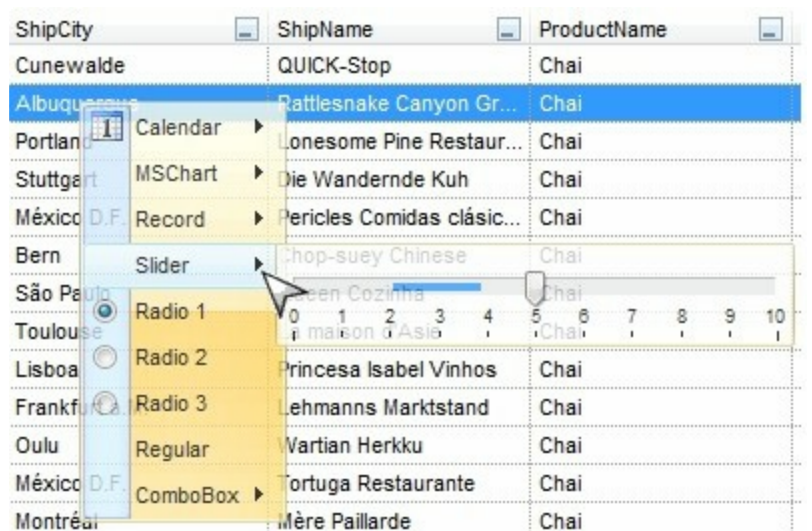 ShipCity ShipName ProductName
Cunewalde QUICK-Stop Chai
Albuquerque Rattlesnake Canyon Gr... Chai
Calendar
Portland Lonesome Pine Restaur... Chai
MSChart
Stuttgart Die Wandernde Kuh Chai
México D.F. Record Pericles Comidas clásic... Chai
Bern Chop-suey Chinese Chai
Slider
São Paulo Queen Cozinha Chai
Radio 1
0 1 2 3 4 5 6 7 8 9 10
Toulouse La maison d'Asie Chai
Radio 2
Lisboa Princesa Isabel Vinhos Chai
Frankfurt a.M. Radio 3 Lehmanns Marktstand Chai
Oulu Regular Wartian Herkku Chai
México D.F. Tortuga Restaurante Chai
ComboBox
Montréal Mère Paillarde Chai